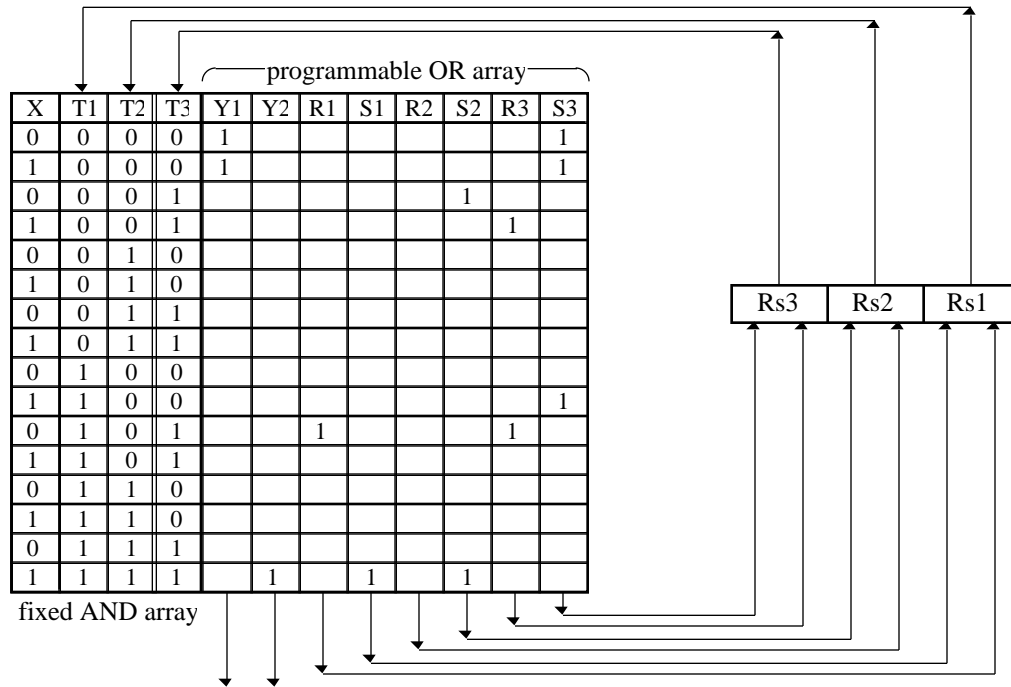 programmable OR array
X T1 T2 T3 Y1 Y2 R1 S1 R2 S2 R3 S3
0 0 0 0 1 1
1 0 0 0 1 1
0 0 0 1 1
1 0 0 1 1
0 0 1 0
1 0 1 0
0 0 1 1
Rs3 Rs2 Rs1
1 0 1 1
0 1 0 0
1 1 0 0 1
0 1 0 1 1 1
1 1 0 1
0 1 1 0
1 1 1 0
0 1 1 1
1 1 1 1 1 1 1
fixed AND array